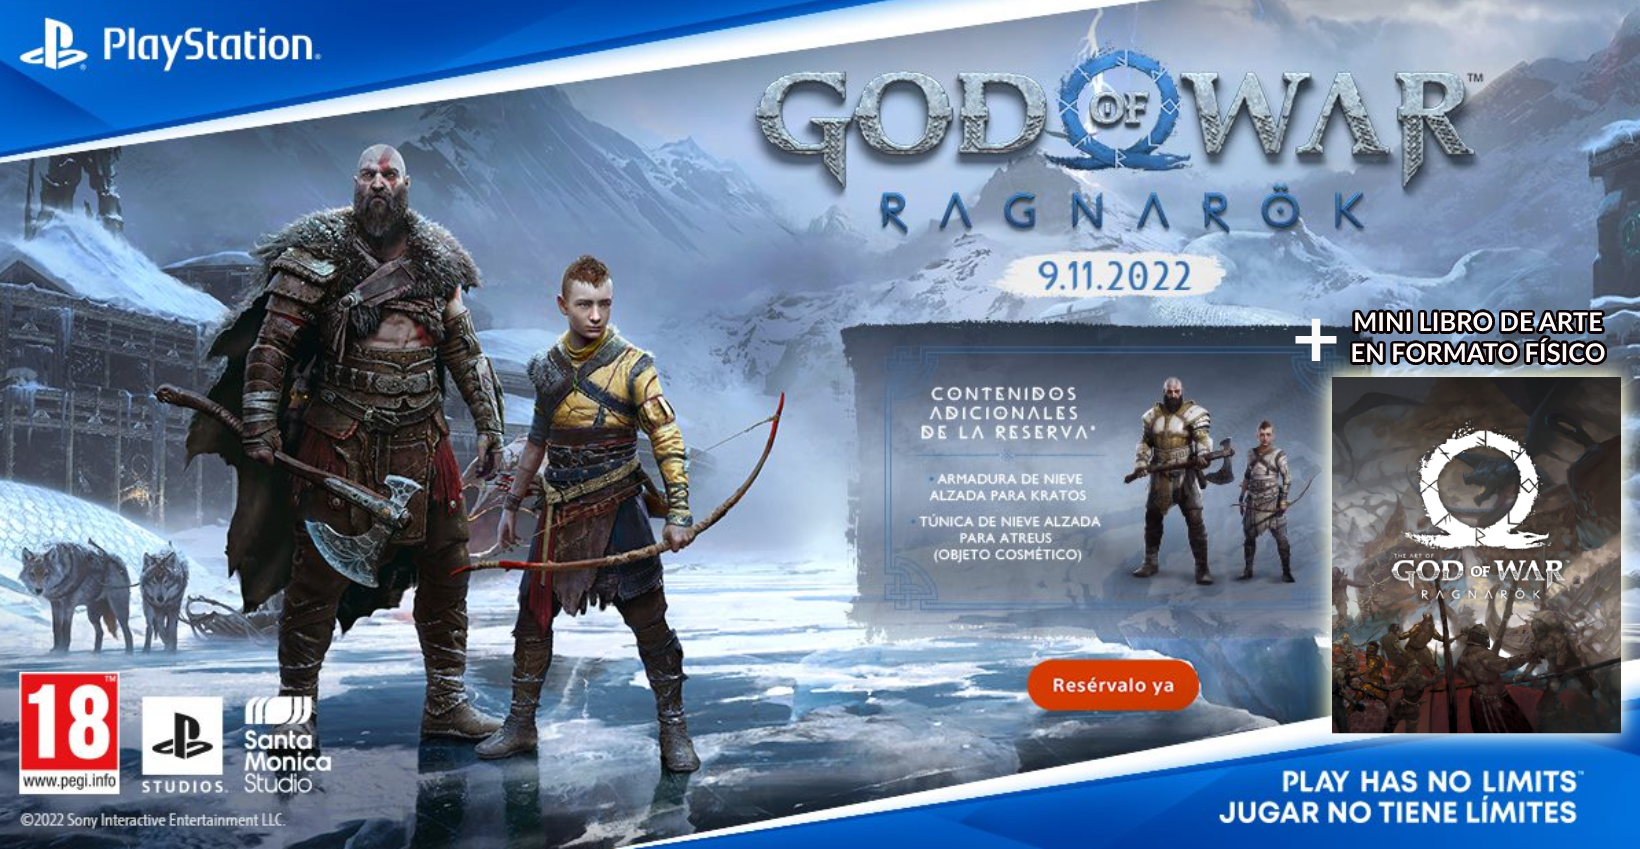 PlayStation®
GOD OF WAR™
RAGNARÖK
9.11.2022
+
MINI LIBRO DE ARTE
EN FORMATO FÍSICO
CONTENIDOS
ADICIONALES
DE LA RESERVA*
• ARMADURA DE NIEVE
ALZADA PARA KRATOS
• TÚNICA DE NIEVE ALZADA
PARA ATREUS
(OBJETO COSMÉTICO)
THE ART OF
GOD OF WAR
RAGNARÖK
Resérvalo ya
18™
www.pegi.info
STUDIOS
Santa
Monica
Studio
©2022 Sony Interactive Entertainment LLC.
PLAY HAS NO LIMITS™
JUGAR NO TIENE LÍMITES